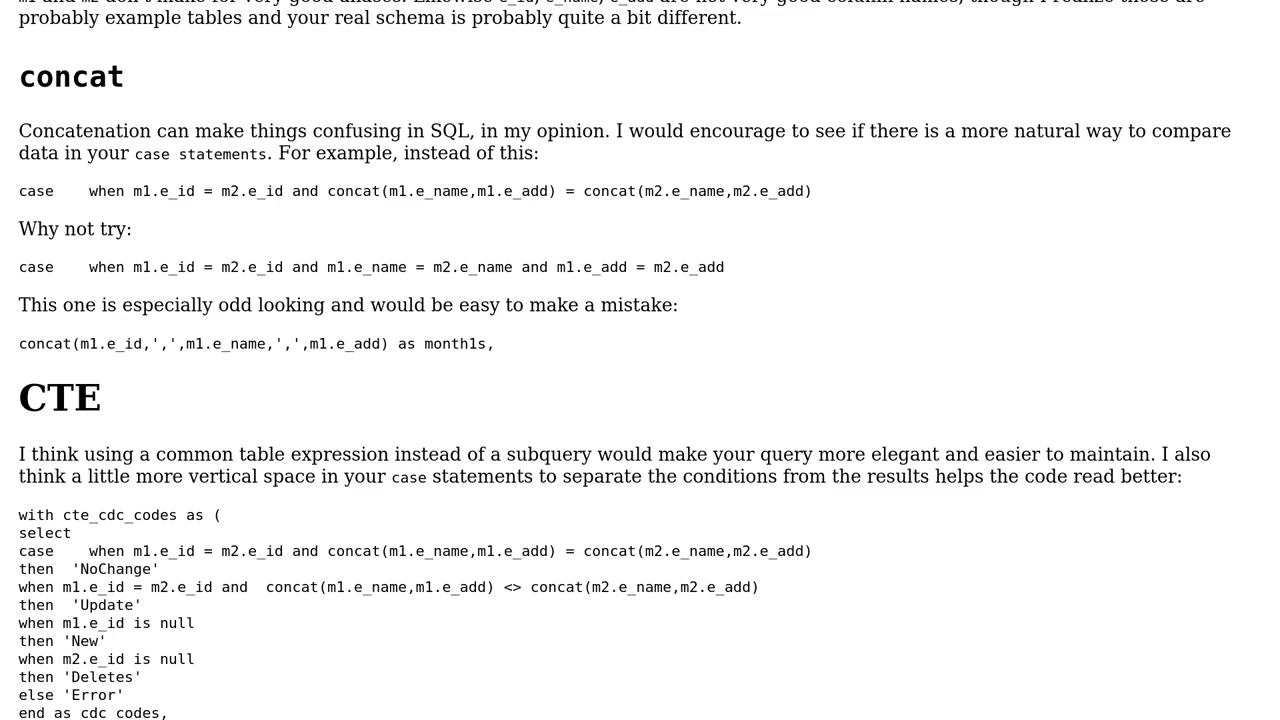 probably example tables and your real schema is probably quite a bit different.
concat
Concatenation can make things confusing in SQL, in my opinion. I would encourage to see if there is a more natural way to compare
data in your case statements. For example, instead of this:
case    when m1.e_id = m2.e_id and concat(m1.e_name,m1.e_add) = concat(m2.e_name,m2.e_add)
Why not try:
case    when m1.e_id = m2.e_id and m1.e_name = m2.e_name and m1.e_add = m2.e_add
This one is especially odd looking and would be easy to make a mistake:
concat(m1.e_id,',',m1.e_name,',',m1.e_add) as month1s,
CTE
I think using a common table expression instead of a subquery would make your query more elegant and easier to maintain. I also
think a little more vertical space in your case statements to separate the conditions from the results helps the code read better:
with cte_cdc_codes as (
select
case    when m1.e_id = m2.e_id and concat(m1.e_name,m1.e_add) = concat(m2.e_name,m2.e_add)
then  'NoChange'
when m1.e_id = m2.e_id and  concat(m1.e_name,m1.e_add) <> concat(m2.e_name,m2.e_add)
then  'Update'
when m1.e_id is null
then 'New'
when m2.e_id is null
then 'Deletes'
else 'Error'
end as cdc_codes,